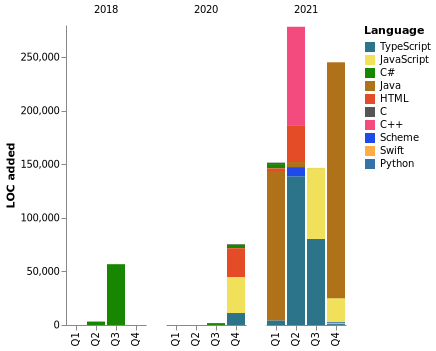 2018 2020 2021
Language
TypeScript
JavaScript
C#
Java
HTML
C
C++
Scheme
Swift
Python
LOC added
250,000
200,000
150,000
100,000
50,000
0
Q1 Q2 Q3 Q4 Q1 Q2 Q3 Q4 Q1 Q2 Q3 Q4